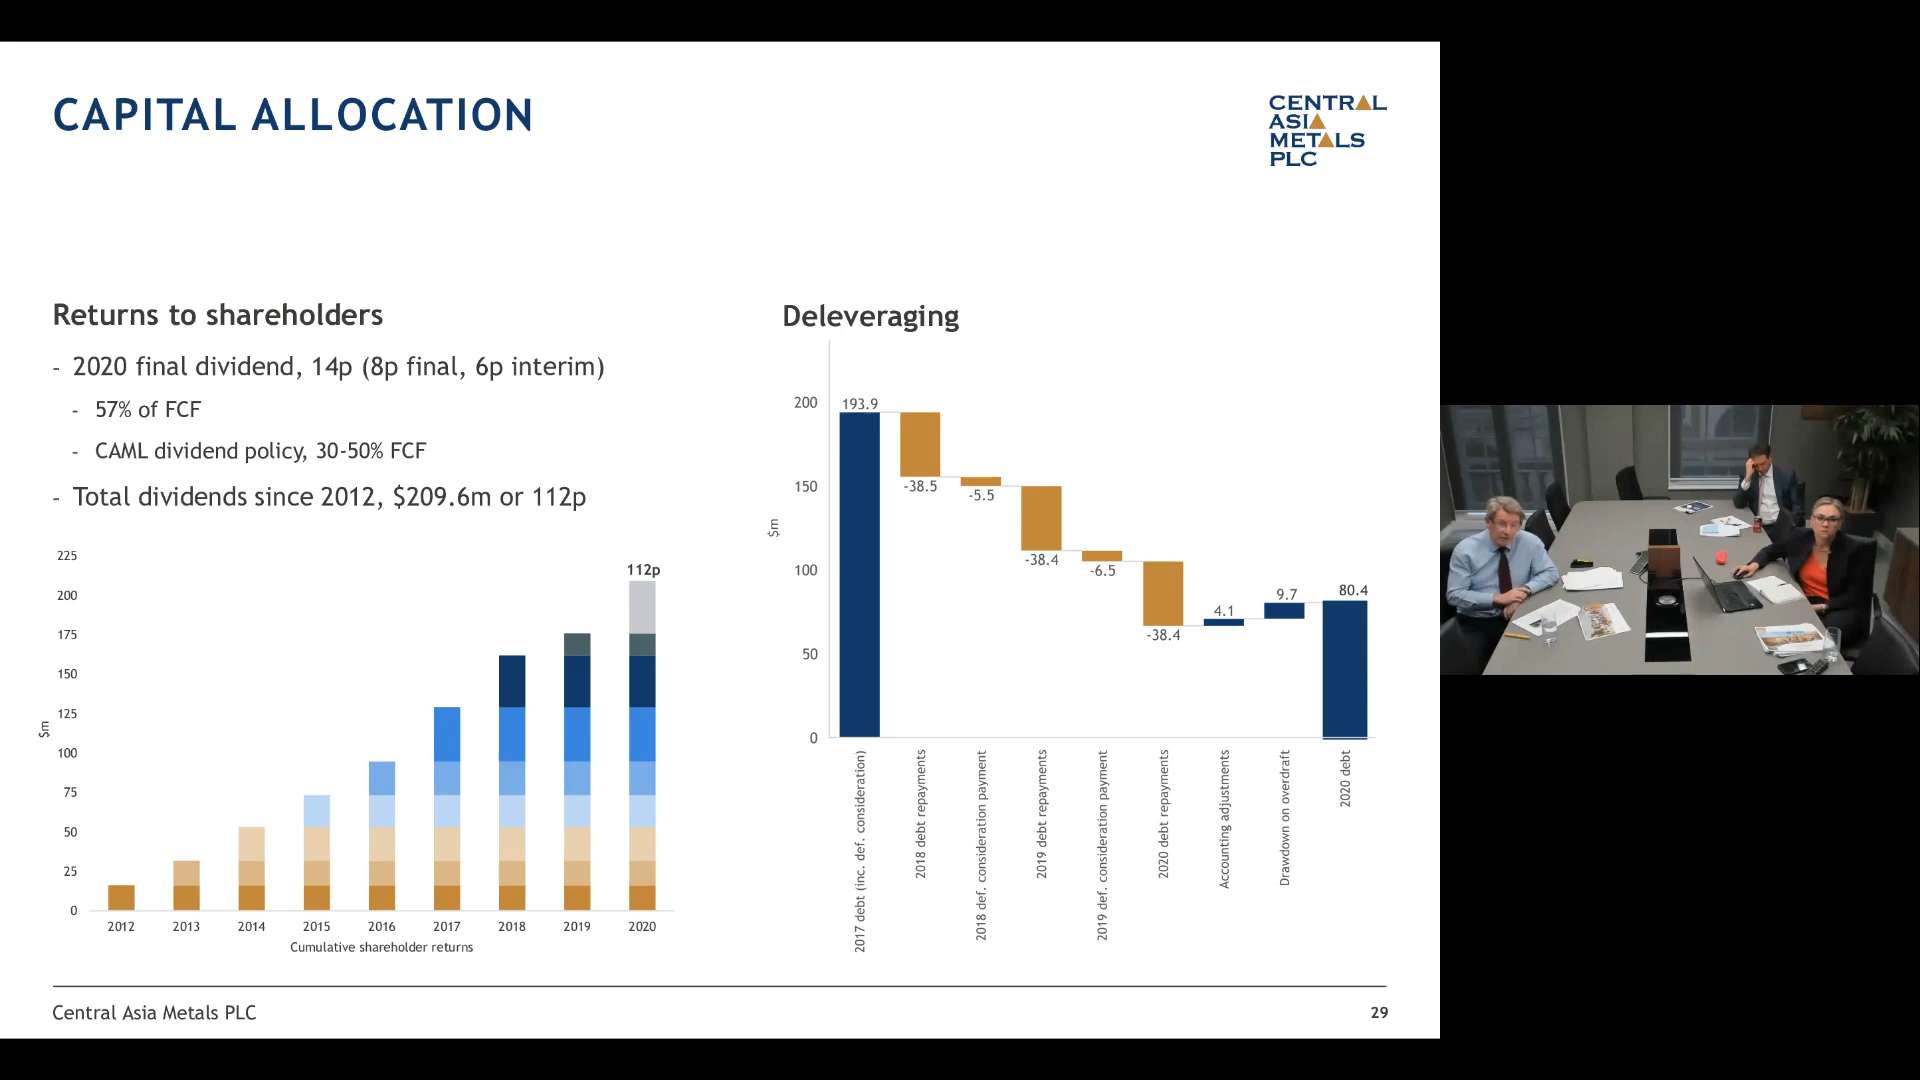 CAPITAL ALLOCATION
CENTRAL
ASIA
METALS
PLC
Returns to shareholders
- 2020 final dividend, 14p (8p final, 6p interim)
- 57% of FCF
- CAML dividend policy, 30-50% FCF
- Total dividends since 2012, $209.6m or 112p
225
200
175
150
125
100
75
50
25
0
$m
112p
2012 2013 2014 2015 2016 2017 2018 2019 2020
Cumulative shareholder returns
Deleveraging
200
150
100
50
0
$m
193.9
-38.5
-5.5
-38.4
-6.5
-38.4
4.1
9.7
80.4
2017 debt (inc. def. consideration)
2018 debt repayments
2018 def. consideration payment
2019 debt repayments
2019 def. consideration payment
2020 debt repayments
Accounting adjustments
Drawdown on overdraft
2020 debt
Central Asia Metals PLC
29